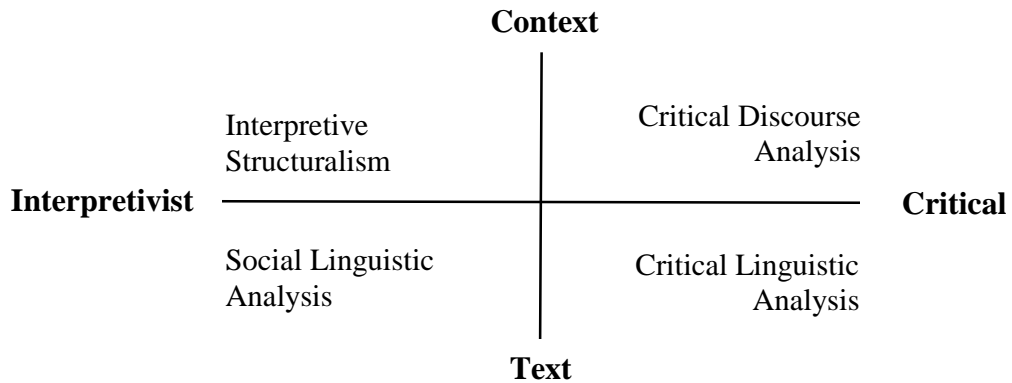 Context
Interpretive
Structuralism
Critical Discourse
Analysis
Interpretivist
Critical
Social Linguistic
Analysis
Critical Linguistic
Analysis
Text